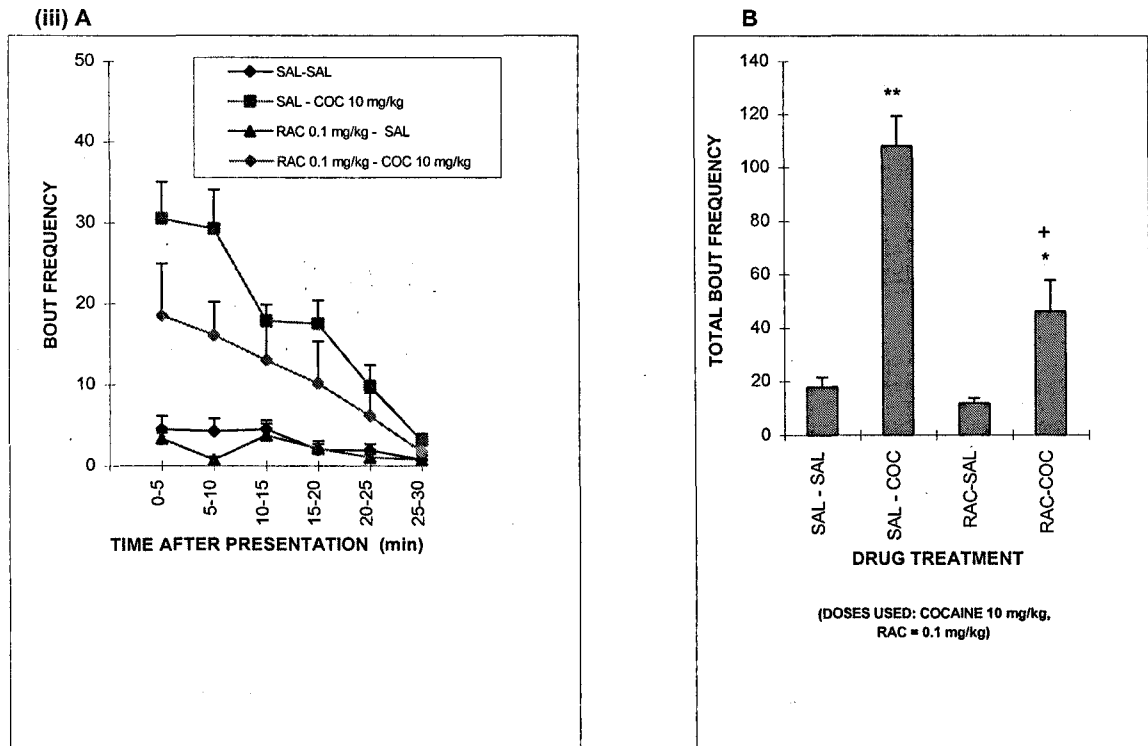 (iii) A
50
40
30
20
10
0
BOUT FREQUENCY
SAL-SAL
SAL - COC 10 mg/kg
RAC 0.1 mg/kg - SAL
RAC 0.1 mg/kg - COC 10 mg/kg
0-5
5-10
10-15
15-20
20-25
25-30
TIME AFTER PRESENTATION (min)
B
140
120
100
80
60
40
20
0
TOTAL BOUT FREQUENCY
**
+
*
SAL - SAL
SAL - COC
RAC-SAL
RAC-COC
DRUG TREATMENT
(DOSES USED: COCAINE 10 mg/kg,
RAC = 0.1 mg/kg)